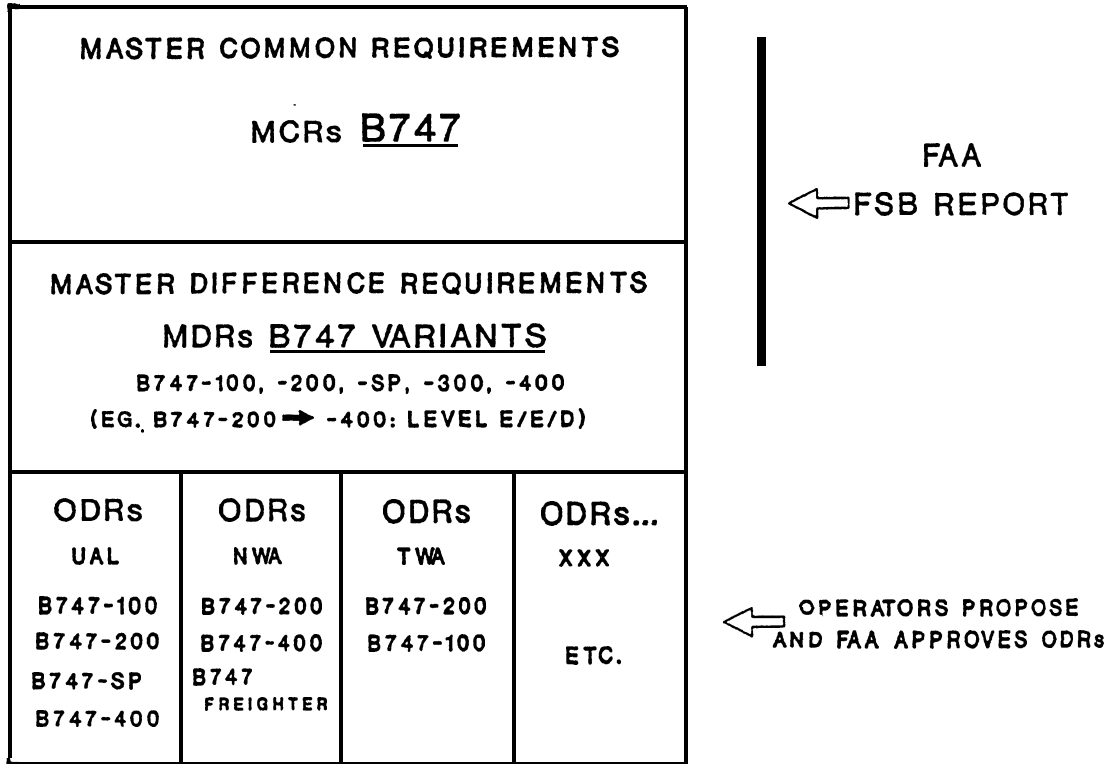 MASTER COMMON REQUIREMENTS
MCRs B747
FAA
FSB REPORT
MASTER DIFFERENCE REQUIREMENTS
MDRs B747 VARIANTS
B747-100, -200, -SP, -300, -400
(EG. B747-200 → -400: LEVEL E/E/D)
ODRs
UAL
B747-100
B747-200
B747-SP
B747-400
ODRs
NWA
B747-200
B747-400
B747
FREIGHTER
ODRs
TWA
B747-200
B747-100
ODRs...
XXX
ETC.
OPERATORS PROPOSE
AND FAA APPROVES ODRs